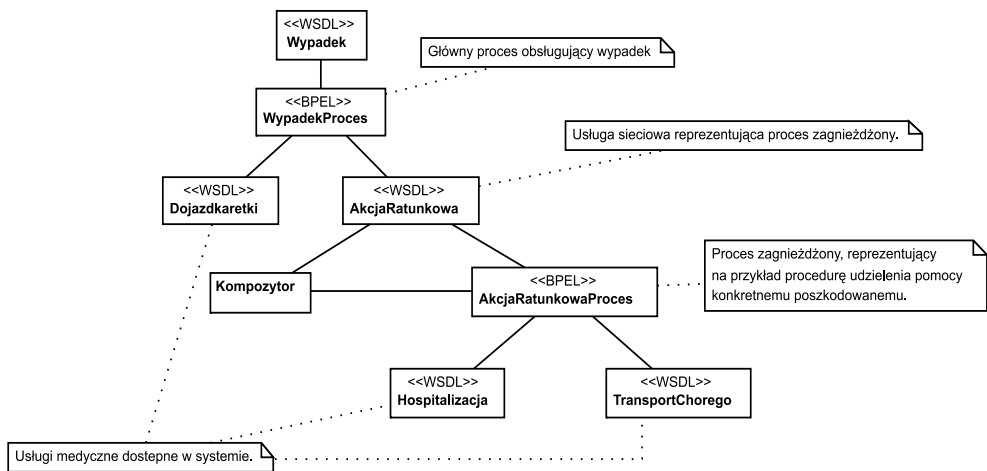 <<WSDL>>
Wypadek
Główny proces obsługujący wypadek
<<BPEL>>
WypadekProces
Usługa sieciowa reprezentująca proces zagnieżdżony.
<<WSDL>>
Dojazdkaretki
<<WSDL>>
AkcjaRatunkowa
Proces zagnieżdżony, reprezentujący
na przykład procedurę udzielenia pomocy
konkretnemu poszkodowanemu.
Kompozytor
<<BPEL>>
AkcjaRatunkowaProces
<<WSDL>>
Hospitalizacja
<<WSDL>>
TransportChorego
Usługi medyczne dostepne w systemie.